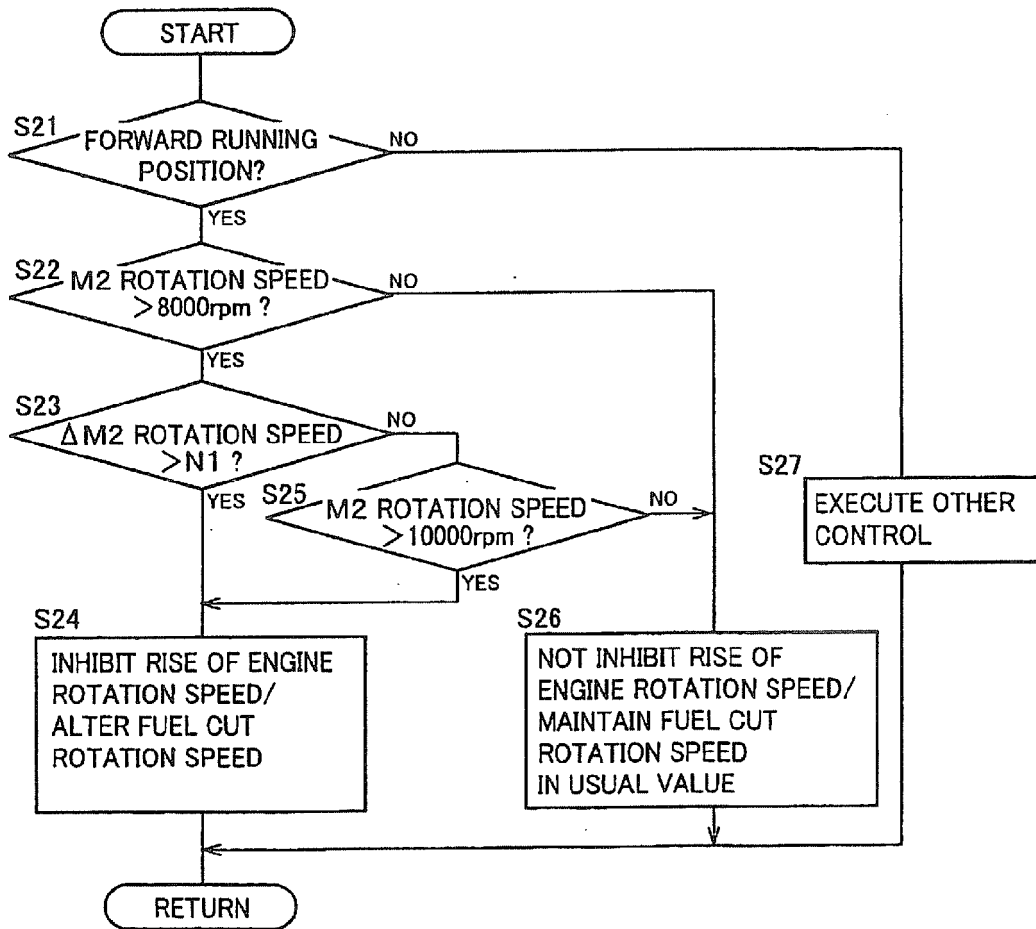 START
S21
FORWARD RUNNING
POSITION?
NO
YES
S22
M2 ROTATION SPEED
>8000rpm ?
NO
YES
S23
ΔM2 ROTATION SPEED
>N1 ?
NO
YES
S25
M2 ROTATION SPEED
>10000rpm ?
NO
YES
S27
EXECUTE OTHER
CONTROL
S24
INHIBIT RISE OF ENGINE
ROTATION SPEED/
ALTER FUEL CUT
ROTATION SPEED
S26
NOT INHIBIT RISE OF
ENGINE ROTATION SPEED/
MAINTAIN FUEL CUT
ROTATION SPEED
IN USUAL VALUE
RETURN